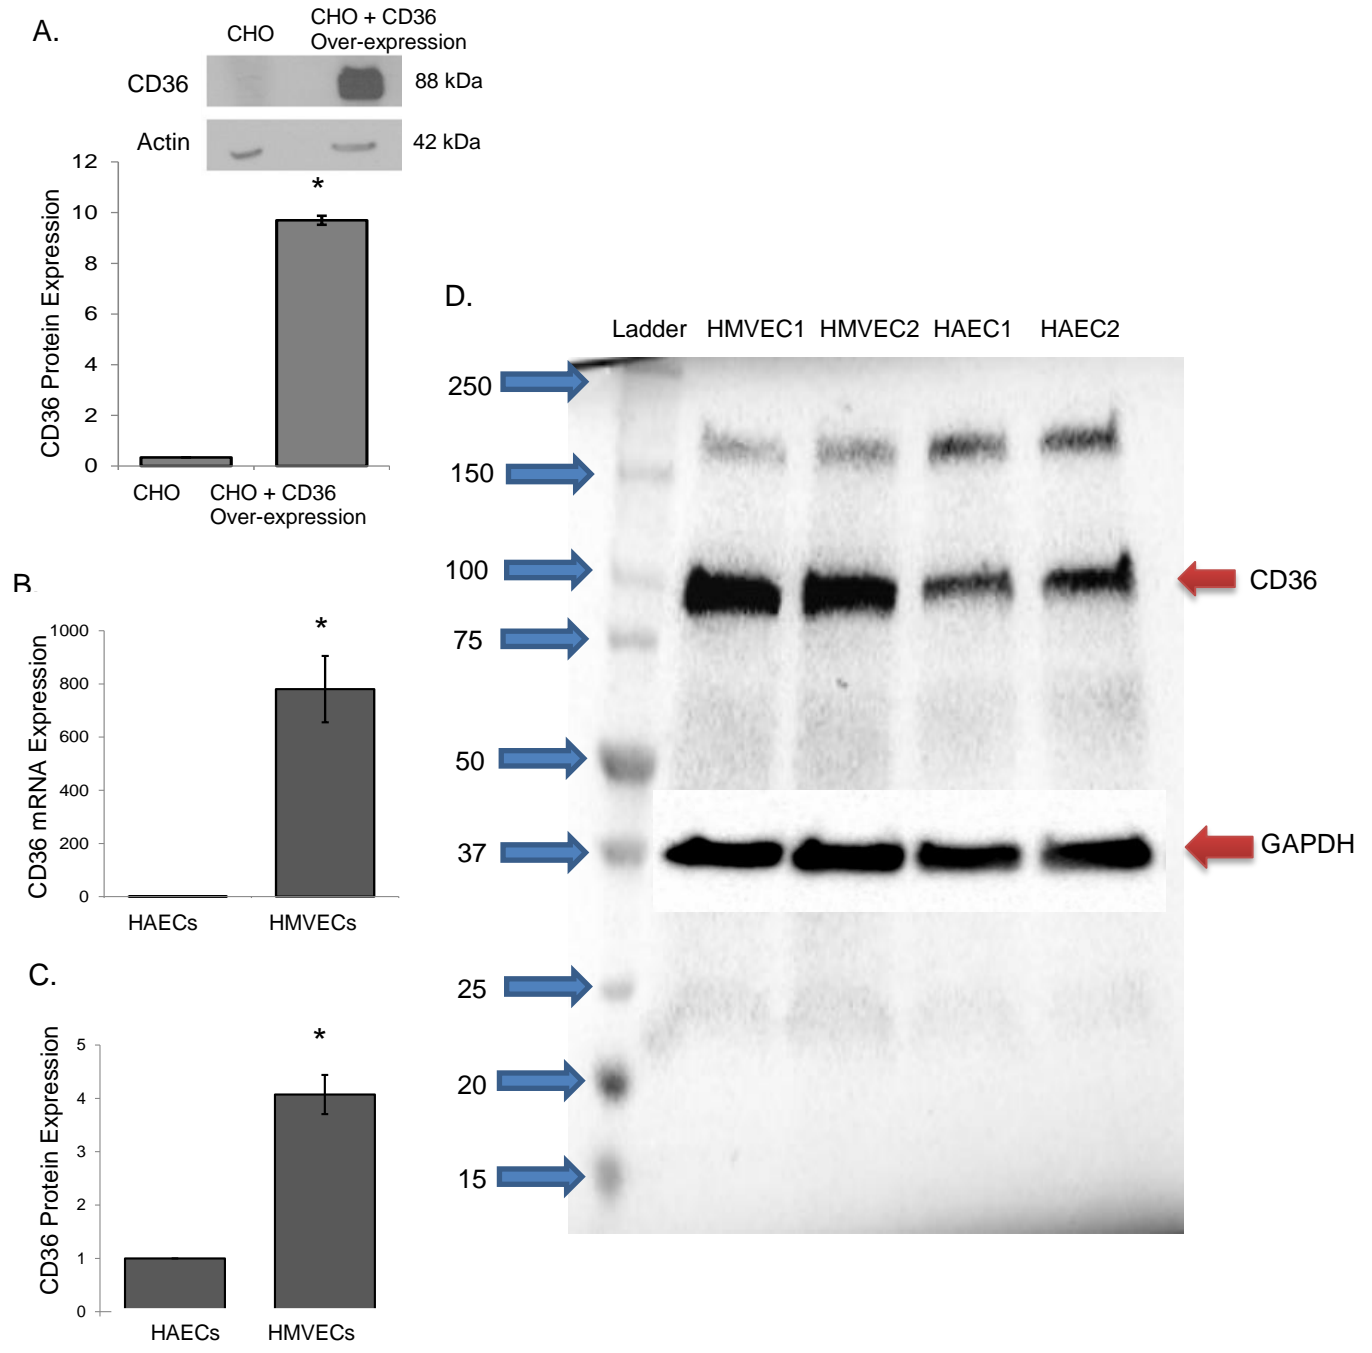 A.
CHO
CHO + CD36
Over-expression
CD36
88 kDa
Actin
42 kDa
*
CD36 Protein Expression
12
10
8
6
4
2
0
CHO
CHO + CD36
Over-expression
B.
*
CD36 mRNA Expression
1000
800
600
400
200
0
HAECs
HMVECs
C.
*
CD36 Protein Expression
5
4
3
2
1
0
HAECs
HMVECs
D.
Ladder HMVEC1 HMVEC2 HAEC1 HAEC2
250
150
100
CD36
75
50
37
GAPDH
25
20
15